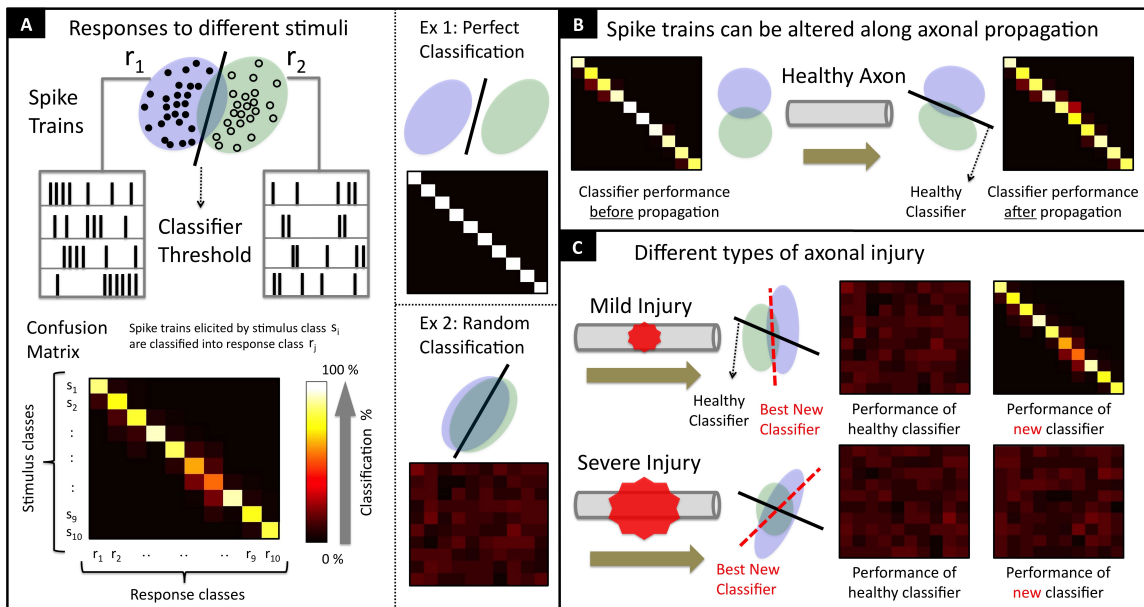 A
Responses to different stimuli
r1
r2
Spike
Trains
Classifier
Threshold
Confusion
Matrix
Spike trains elicited by stimulus class si
are classified into response class rj
Stimulus classes
s1
s2
:
:
:
s9
s10
r1 r2 .. .. .. r9 r10
Response classes
100 %
Classification %
0 %
Ex 1: Perfect
Classification
Ex 2: Random
Classification
B
Spike trains can be altered along axonal propagation
Healthy Axon
Classifier performance
before propagation
Healthy
Classifier
Classifier performance
after propagation
C
Different types of axonal injury
Mild Injury
Healthy
Classifier
Best New
Classifier
Performance of
healthy classifier
Performance of
new classifier
Severe Injury
Best New
Classifier
Performance of
healthy classifier
Performance of
new classifier